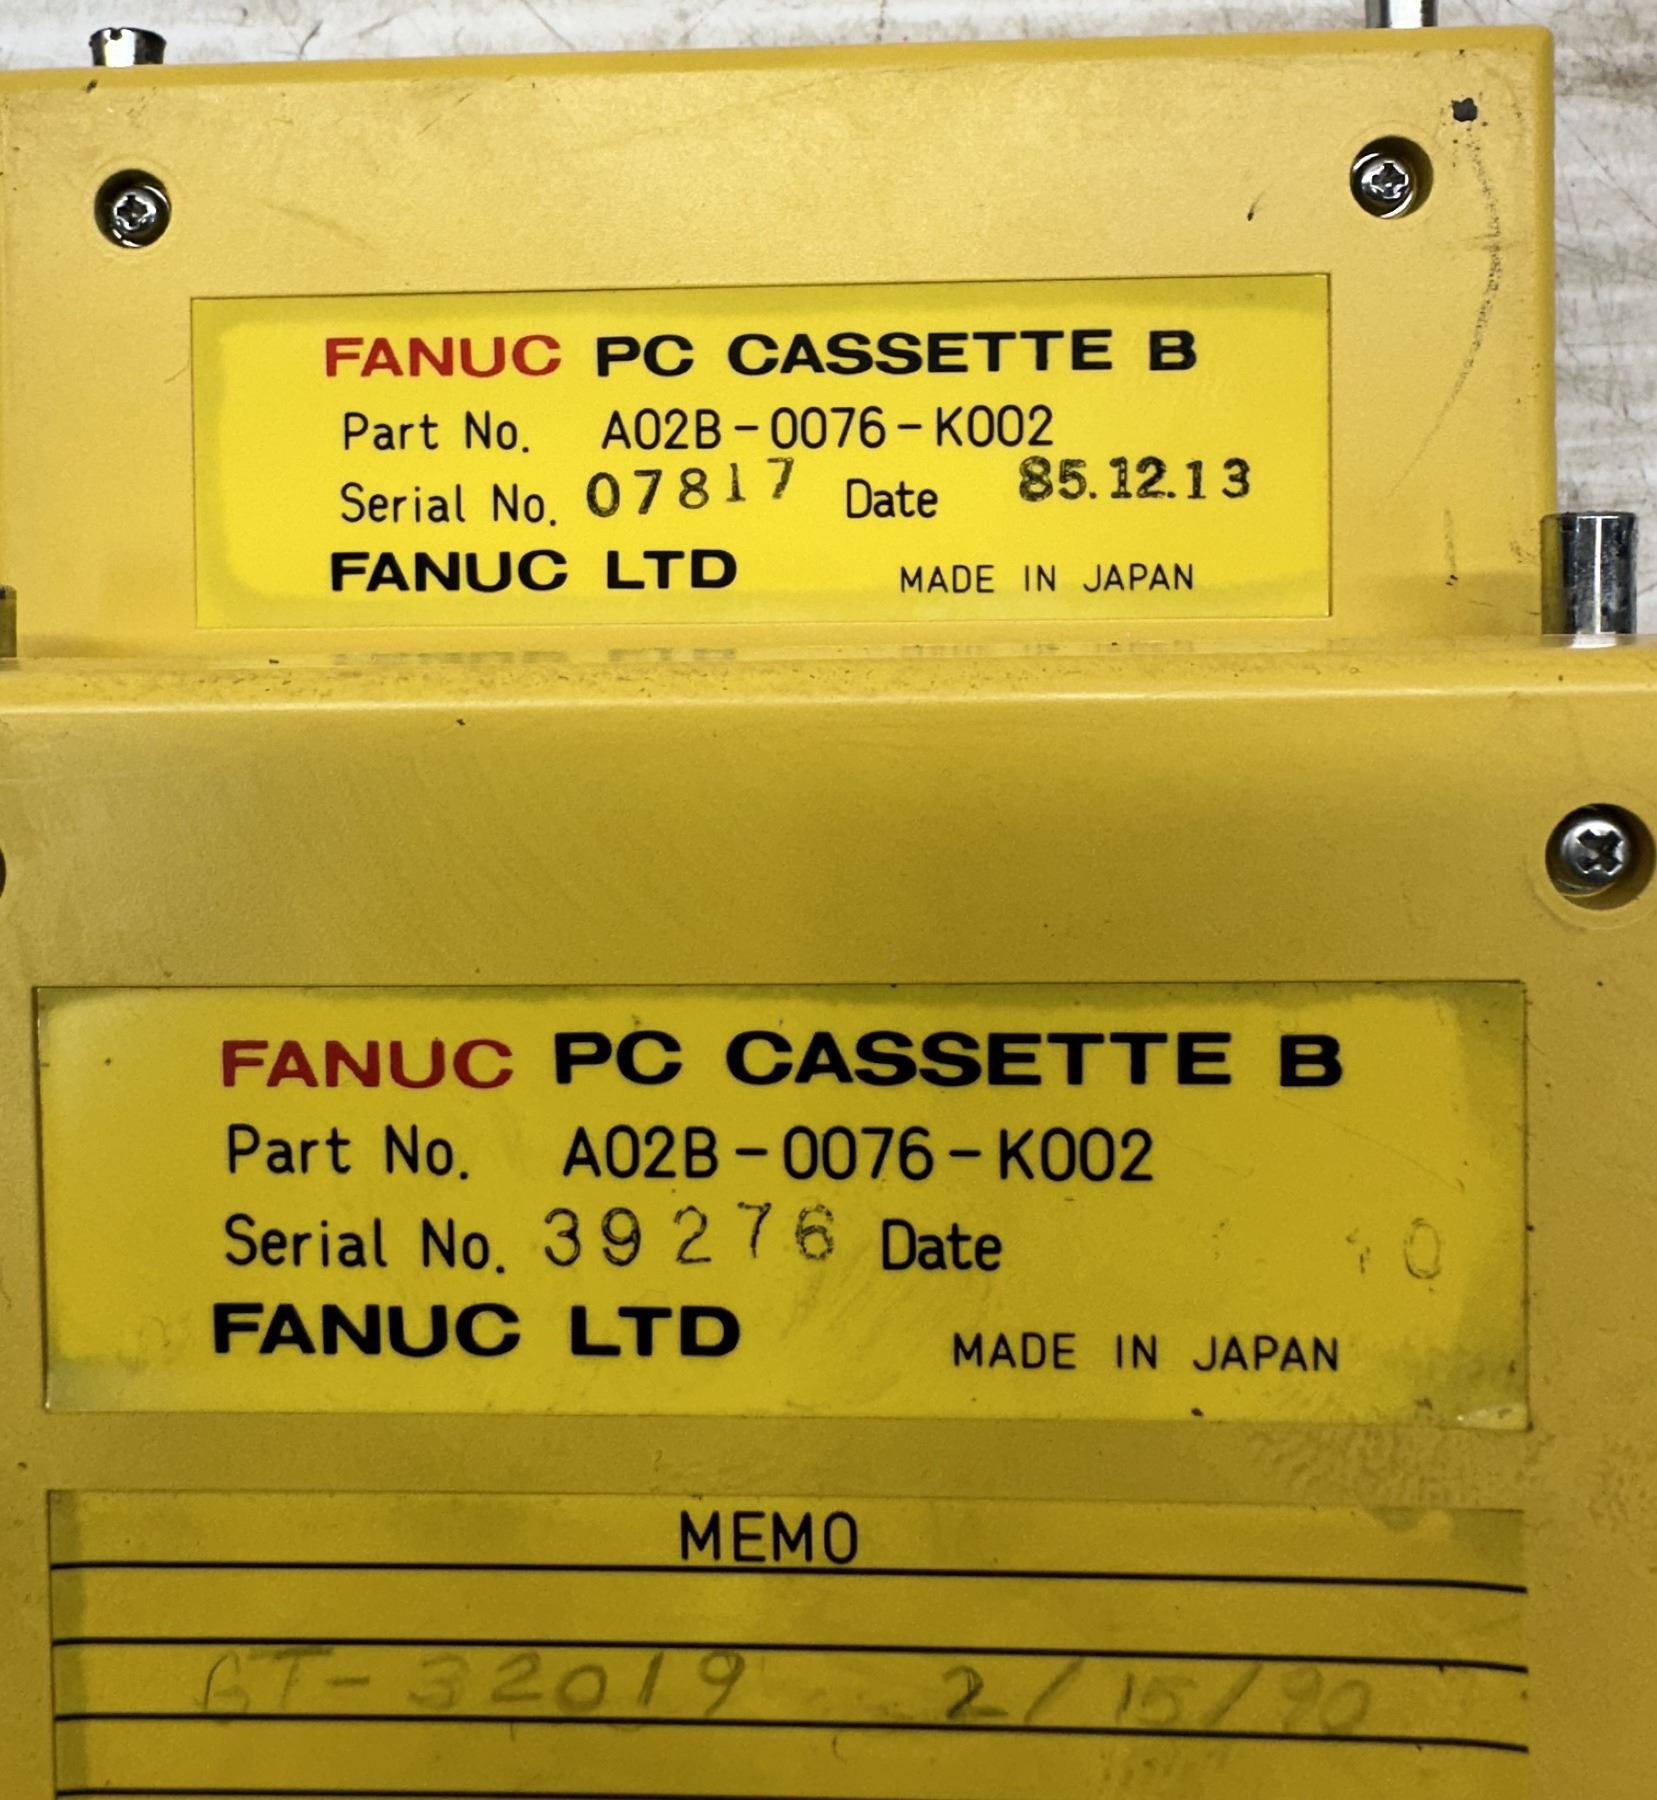 FANUC PC CASSETTE B
Part No. A02B-0076-K002
Serial No. 07817 Date 85.12.13
FANUC LTD MADE IN JAPAN
FANUC PC CASSETTE B
Part No. A02B-0076-K002
Serial No. 39276 Date
FANUC LTD MADE IN JAPAN
MEMO
GT-32019 2/15/90